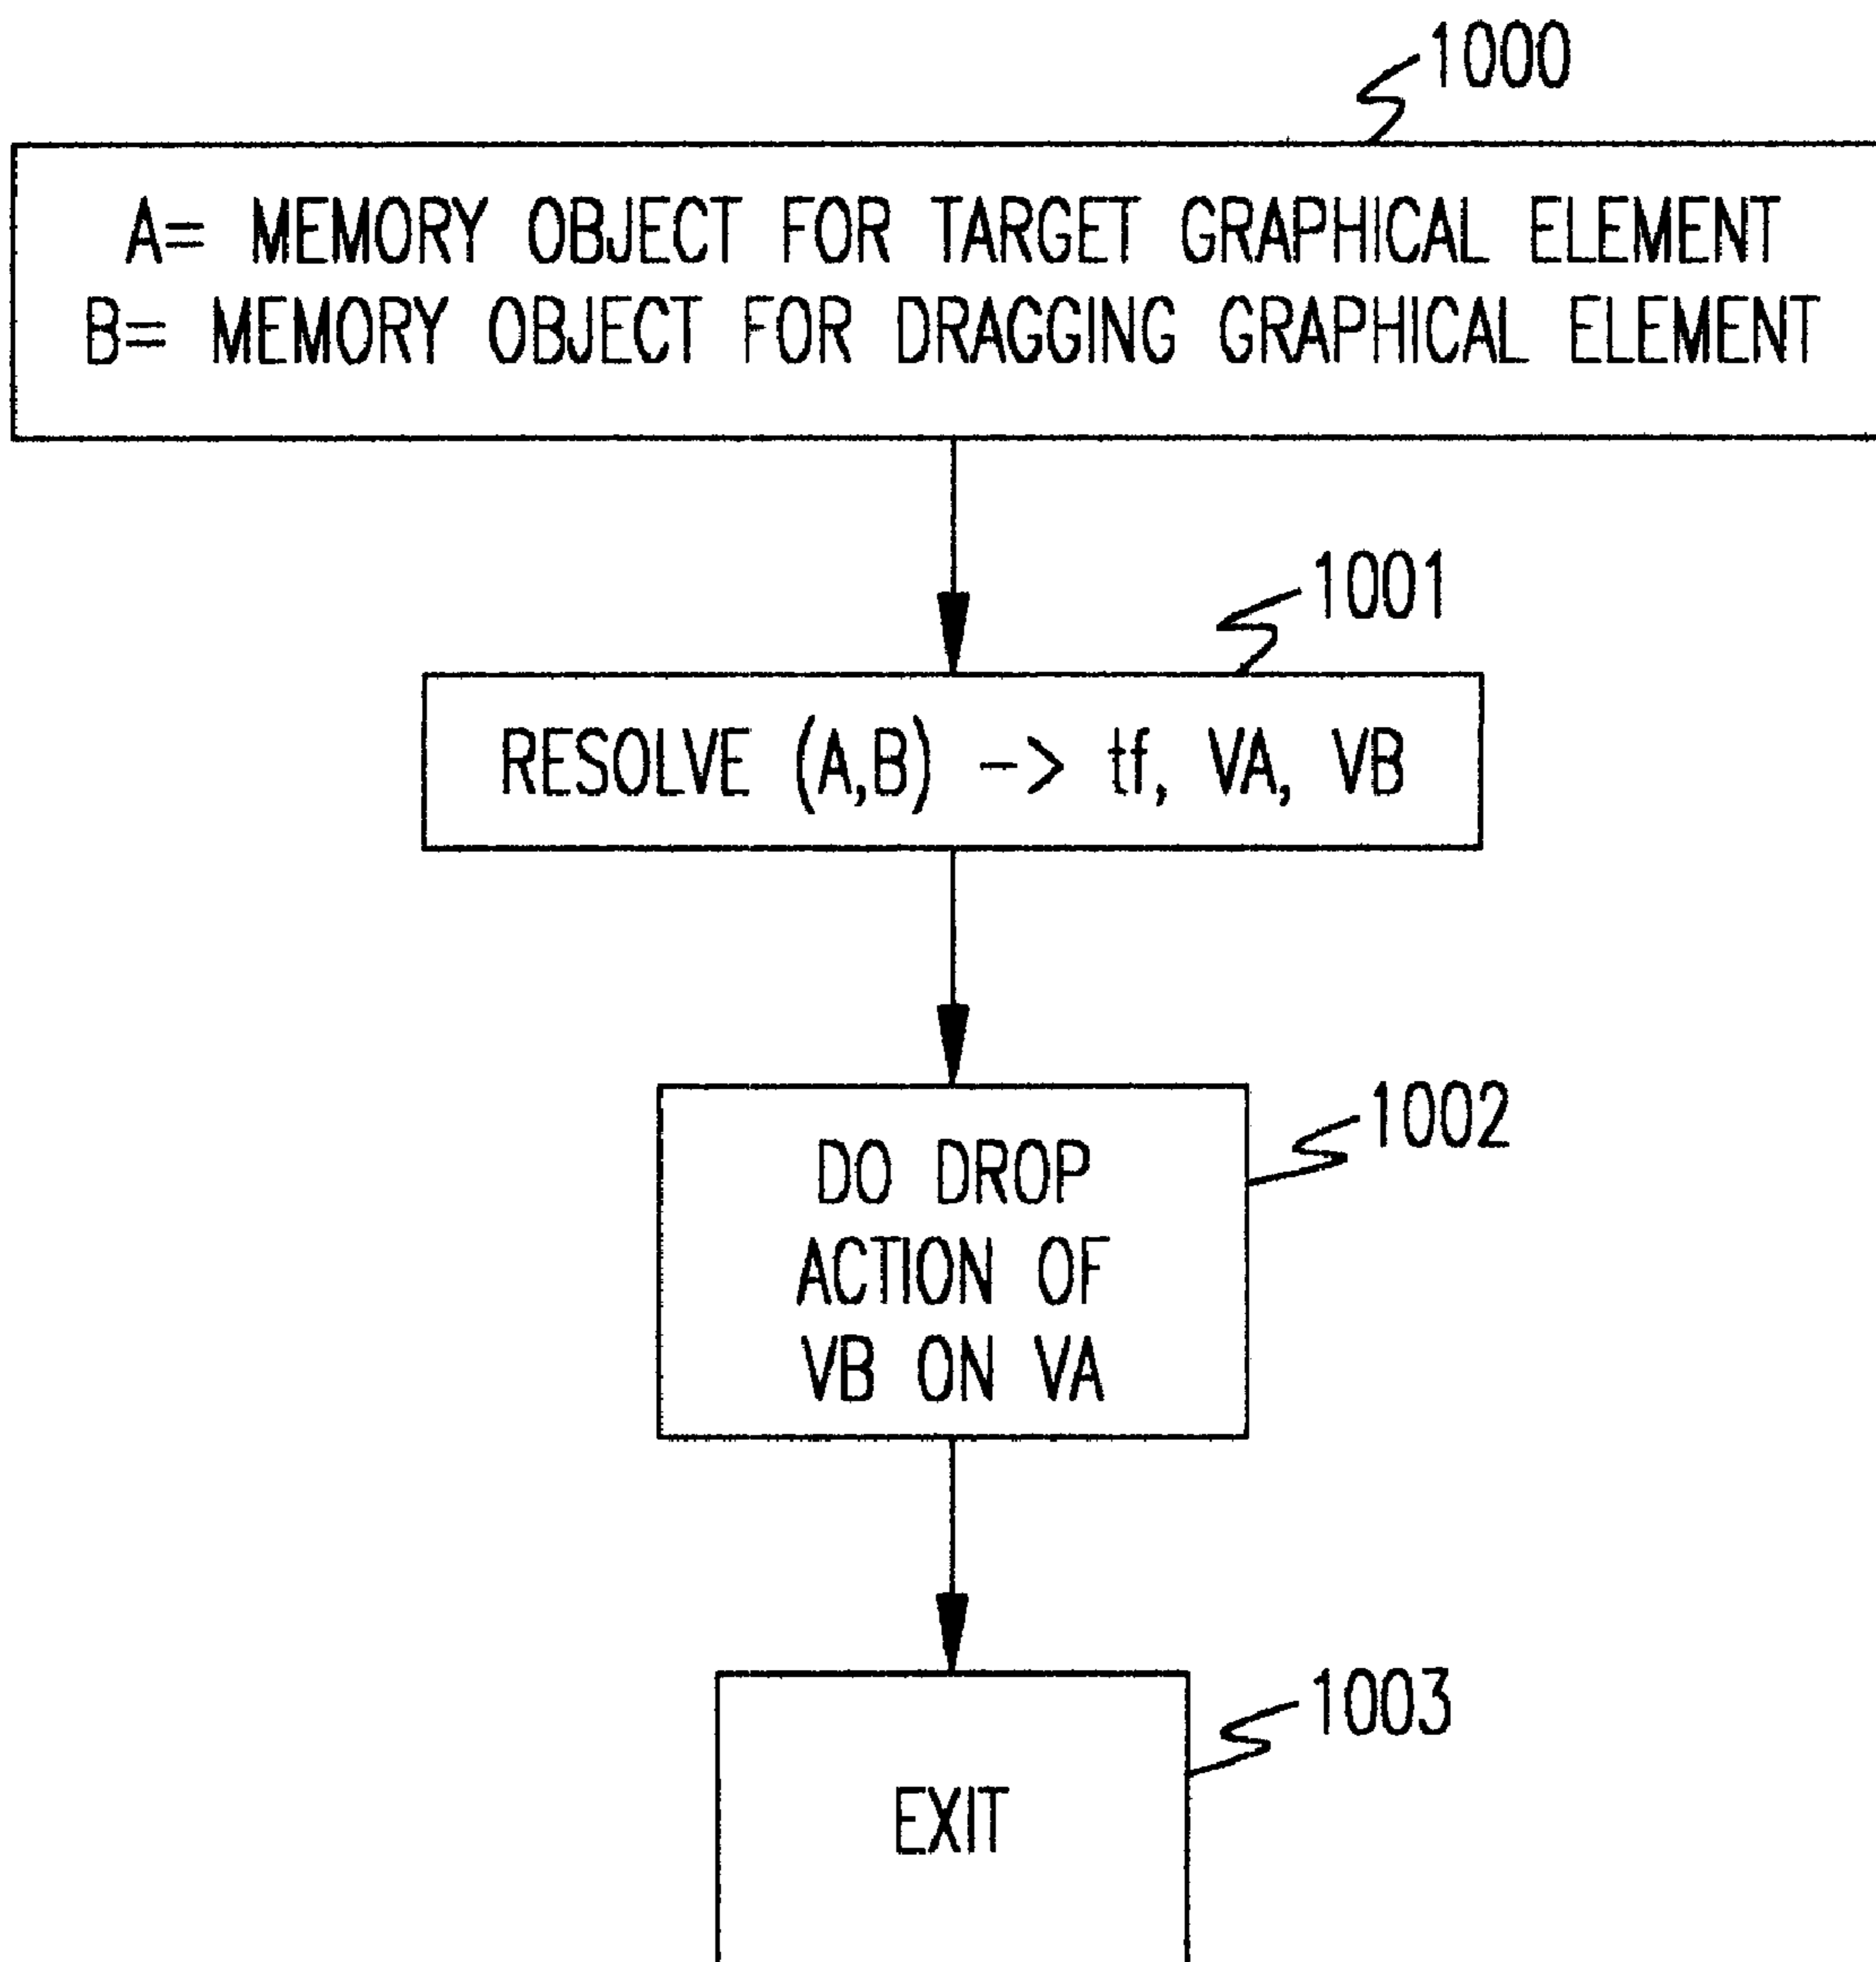 1000
A= MEMORY OBJECT FOR TARGET GRAPHICAL ELEMENT
B= MEMORY OBJECT FOR DRAGGING GRAPHICAL ELEMENT
1001
RESOLVE (A,B) -> tf, VA, VB
1002
DO DROP
ACTION OF
VB ON VA
1003
EXIT